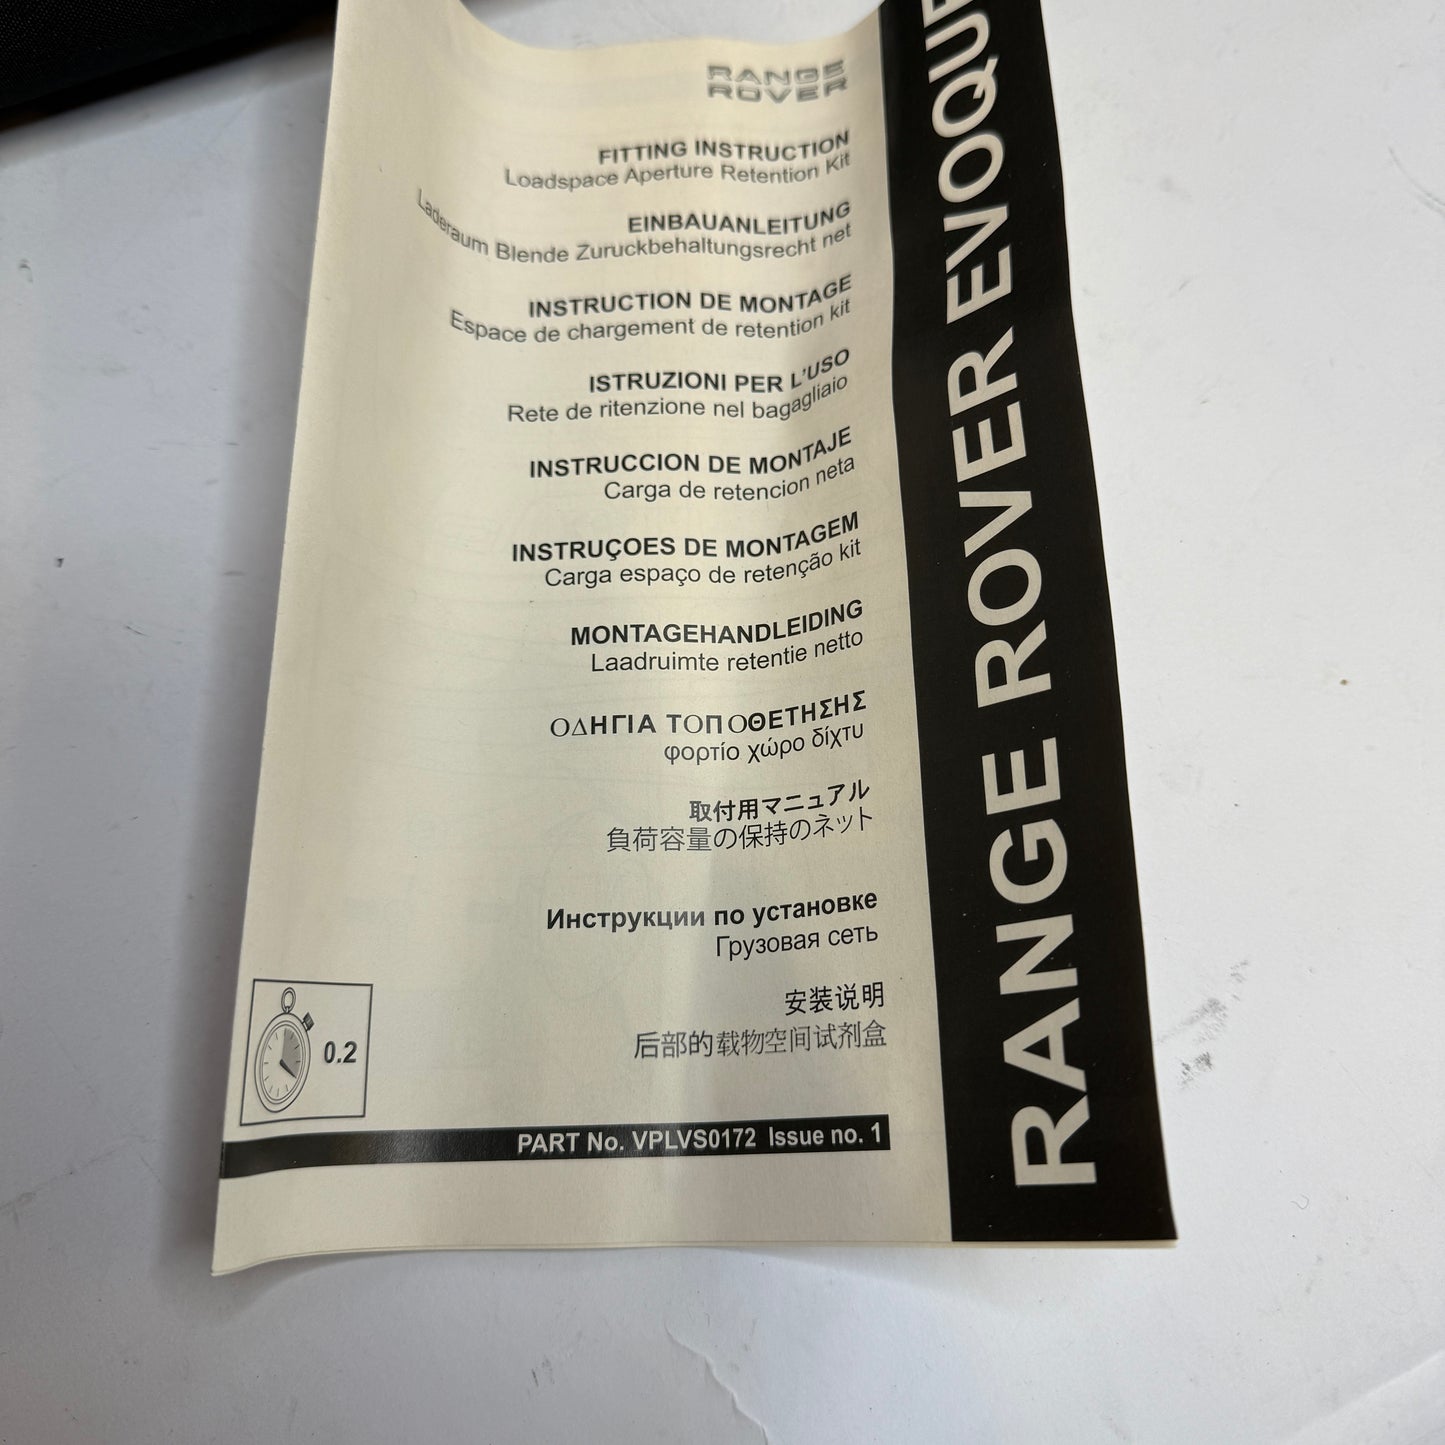 RANGE
ROVER
FITTING INSTRUCTION
Loadspace Aperture Retention Kit
EINBAUANLEITUNG
Laderaum Blende Zuruckbehaltungsrecht net
INSTRUCTION DE MONTAGE
Espace de chargement de retention kit
ISTRUZIONI PER L'USO
Rete de ritenzione nel bagagliaio
INSTRUCCION DE MONTAJE
Carga de retencion neta
INSTRUÇOES DE MONTAGEM
Carga espaço de retenção kit
MONTAGEHANDLEIDING
Laadruimte retentie netto
ΟΔΗΓΙΑ ΤΟΠΟΘΕΤΗΣΗΣ
φορτίο χώρο δίχτυ
取付用マニュアル
負荷容量の保持のネット
Инструкции по установке
Грузовая сеть
安装说明
后部的载物空间试剂盒
0.2
PART No. VPLVS0172 Issue no. 1
RANGE ROVER EVOQUE